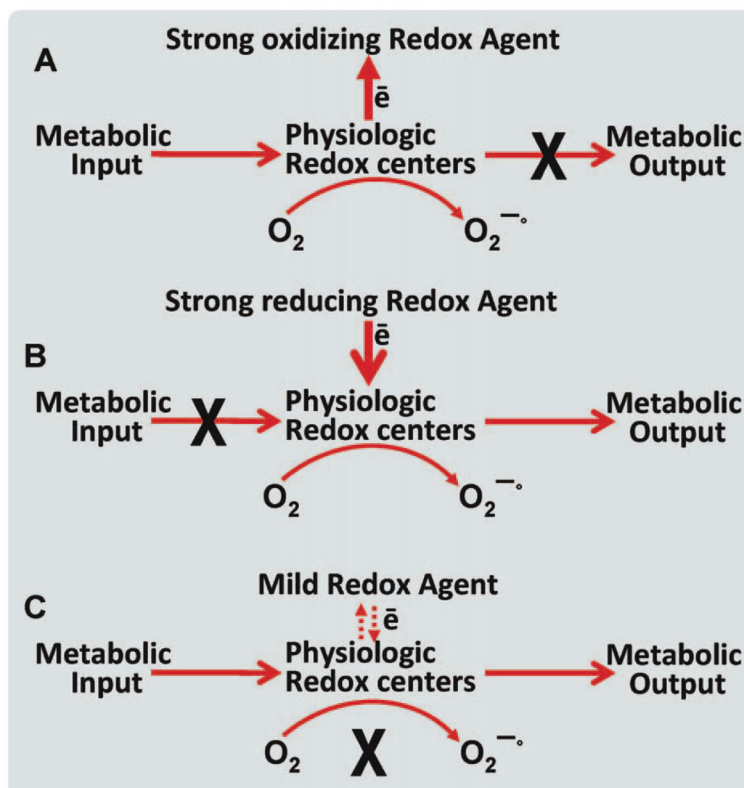 A
Strong oxidizing Redox Agent
ē
Metabolic Input
Physiologic Redox centers
X
Metabolic Output
O₂
O₂⁻°
B
Strong reducing Redox Agent
ē
Metabolic Input
X
Physiologic Redox centers
Metabolic Output
O₂
O₂⁻°
C
Mild Redox Agent
ē
Metabolic Input
Physiologic Redox centers
Metabolic Output
O₂
X
O₂⁻°